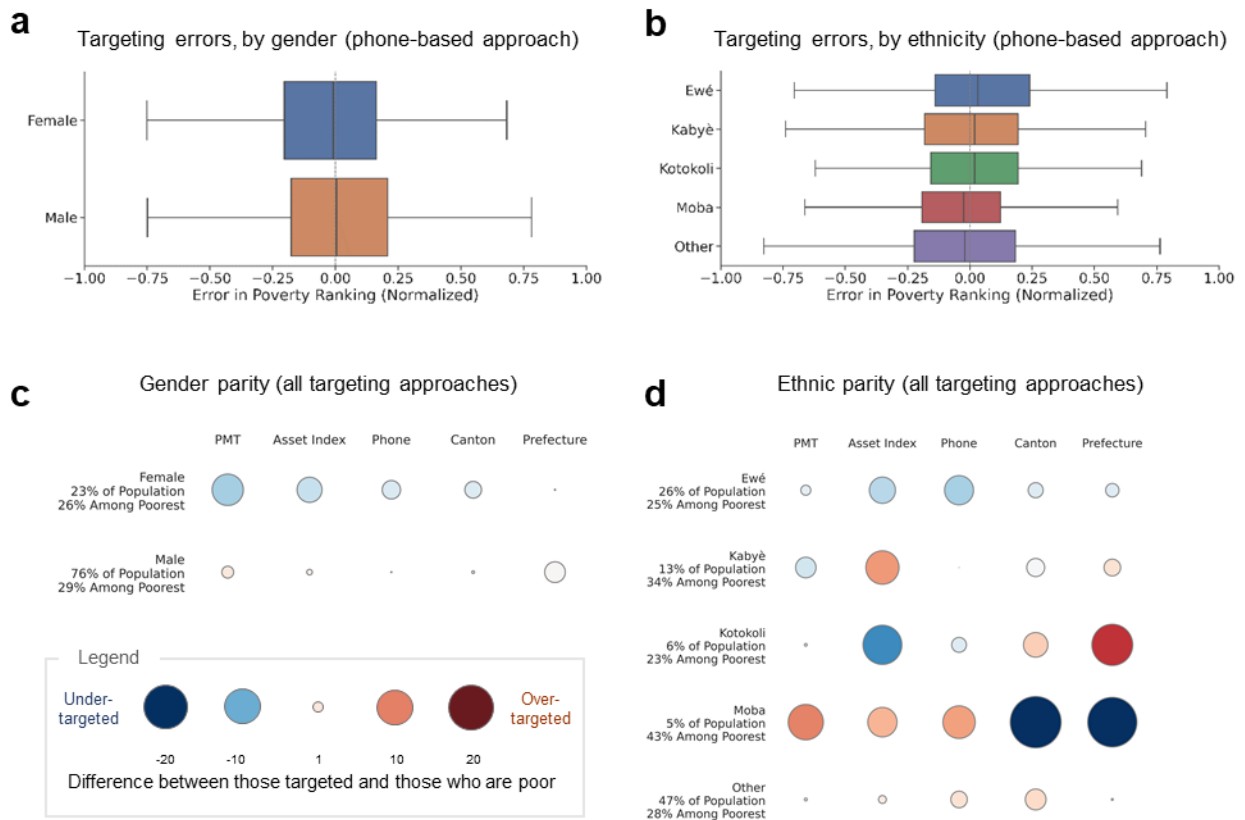 a
Targeting errors, by gender (phone-based approach)
Female
Male
−1.00 −0.75 −0.50 −0.25 0.00 0.25 0.50 0.75 1.00
Error in Poverty Ranking (Normalized)
b
Targeting errors, by ethnicity (phone-based approach)
Ewé
Kabyè
Kotokoli
Moba
Other
−1.00 −0.75 −0.50 −0.25 0.00 0.25 0.50 0.75 1.00
Error in Poverty Ranking (Normalized)
c
Gender parity (all targeting approaches)
PMT Asset Index Phone Canton Prefecture
Female
23% of Population
26% Among Poorest
Male
76% of Population
29% Among Poorest
Legend
Under-
targeted
Over-
targeted
-20 -10 1 10 20
Difference between those targeted and those who are poor
d
Ethnic parity (all targeting approaches)
PMT Asset Index Phone Canton Prefecture
Ewé
26% of Population
25% Among Poorest
Kabyè
13% of Population
34% Among Poorest
Kotokoli
6% of Population
23% Among Poorest
Moba
5% of Population
43% Among Poorest
Other
47% of Population
28% Among Poorest